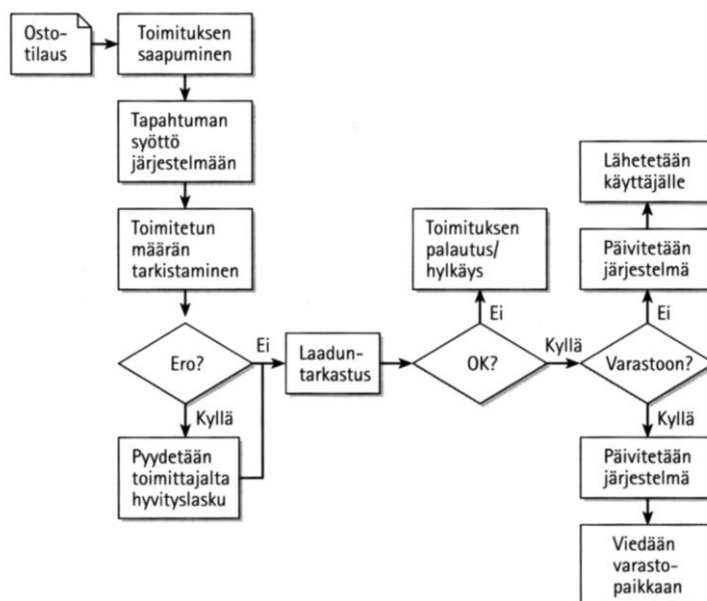 Osto-
tilaus
Toimituksen
saapuminen
Tapahtuman
syöttö
järjestelmään
Toimitetun
määrän
tarkistaminen
Ero?
Ei
Kyllä
Pyydetään
toimittajalta
hyvityslasku
Laadun-
tarkastus
Toimituksen
palautus/
hylkäys
Ei
OK?
Kyllä
Lähetetään
käyttäjälle
Päivitetään
järjestelmä
Ei
Varastoon?
Kyllä
Päivitetään
järjestelmä
Viedään
varasto-
paikkaan